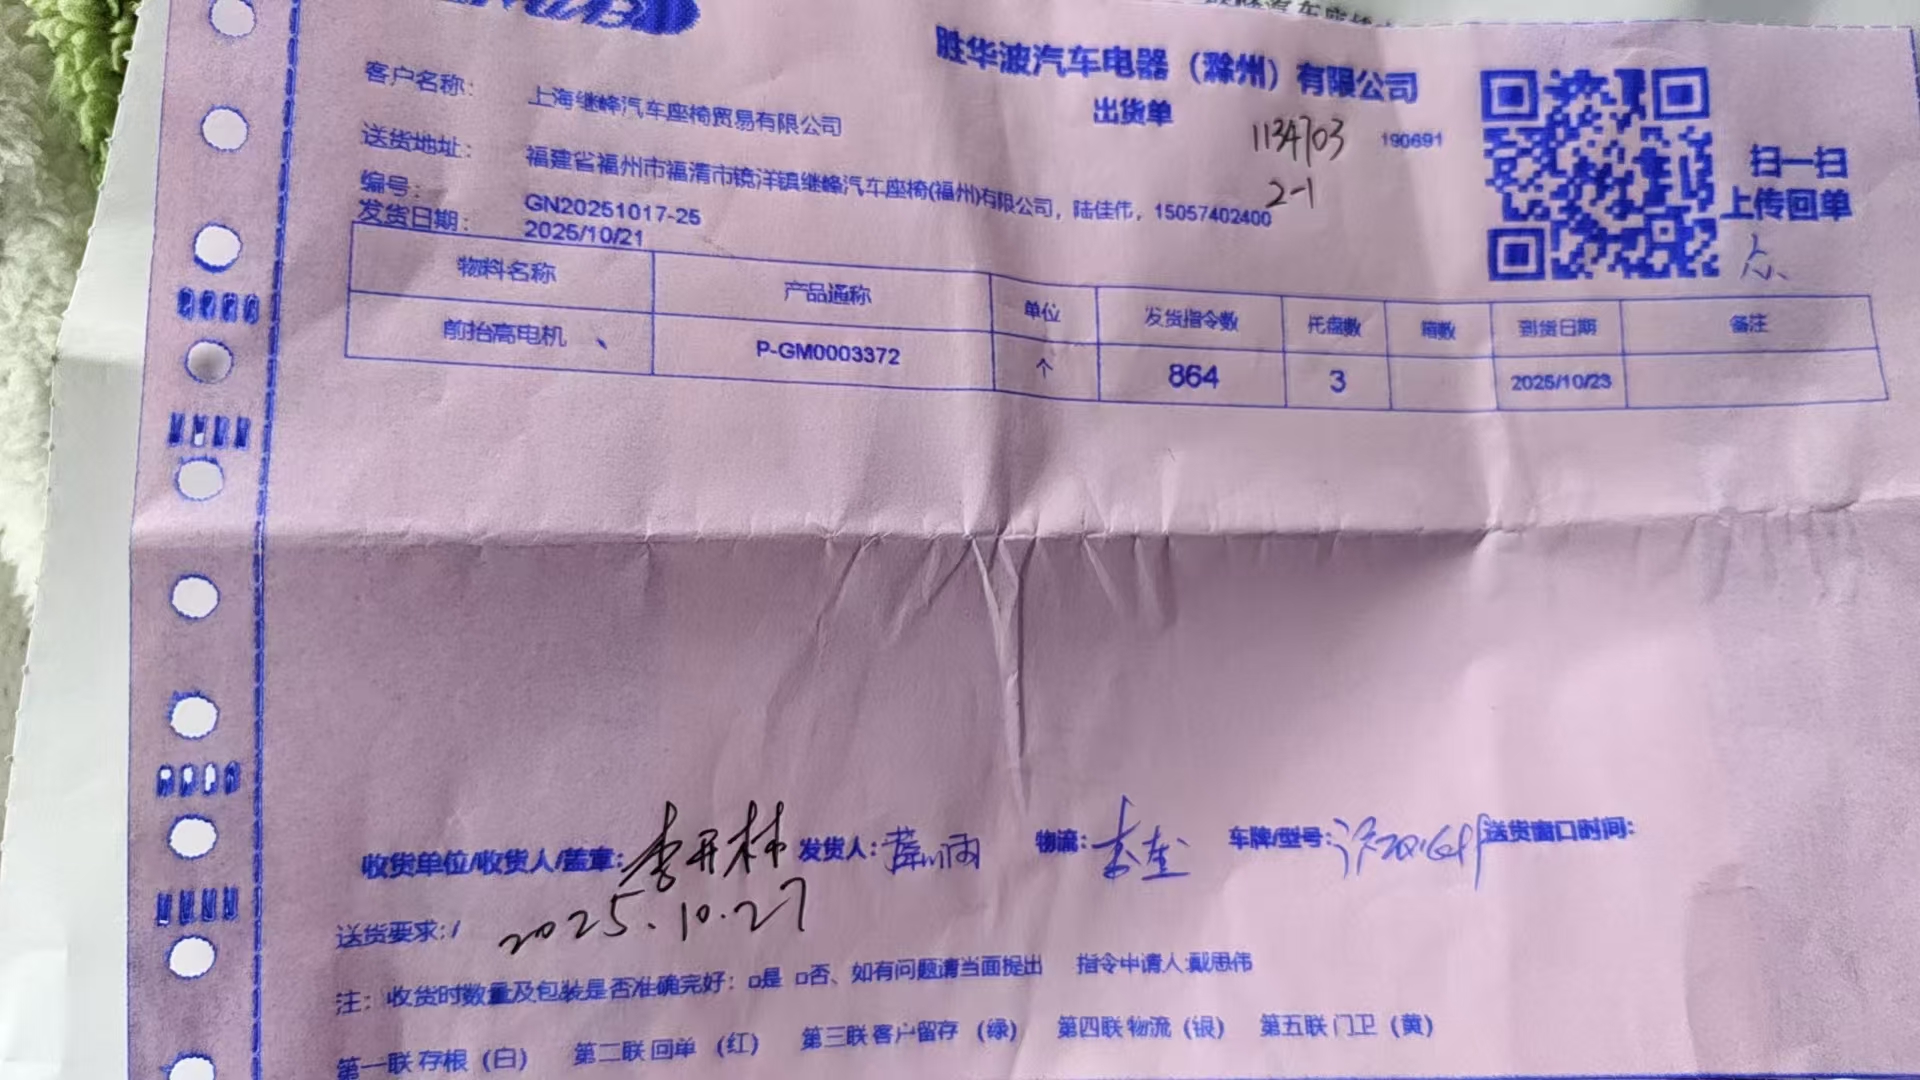 胜华波汽车电器（滁州）有限公司
出货单
1134703 190691
2-1
扫一扫
上传回单
客户名称： 上海继峰汽车座椅贸易有限公司
送货地址： 福建省福州市福清市镜洋镇继峰汽车座椅(福州)有限公司，陆佳伟，15057402400
编号： GN20251017-25
发货日期： 2025/10/21
物料名称 产品通称 单位 发货指令数 托盘数 箱数 到货日期 备注
前抬高电机 P-GM0003372 个 864 3 2025/10/23
收货单位/收货人/盖章: 李开林 发货人: 物流: 车牌/型号: 送货窗口时间:
2025.10.27
送货要求: /
注：收货时数量及包装是否准确完好：□是 □否、如有问题请当面提出 指令申请人:戴思伟
第一联 存根（白） 第二联 回单（红） 第三联 客户留存（绿） 第四联 物流（银） 第五联 门卫（黄）